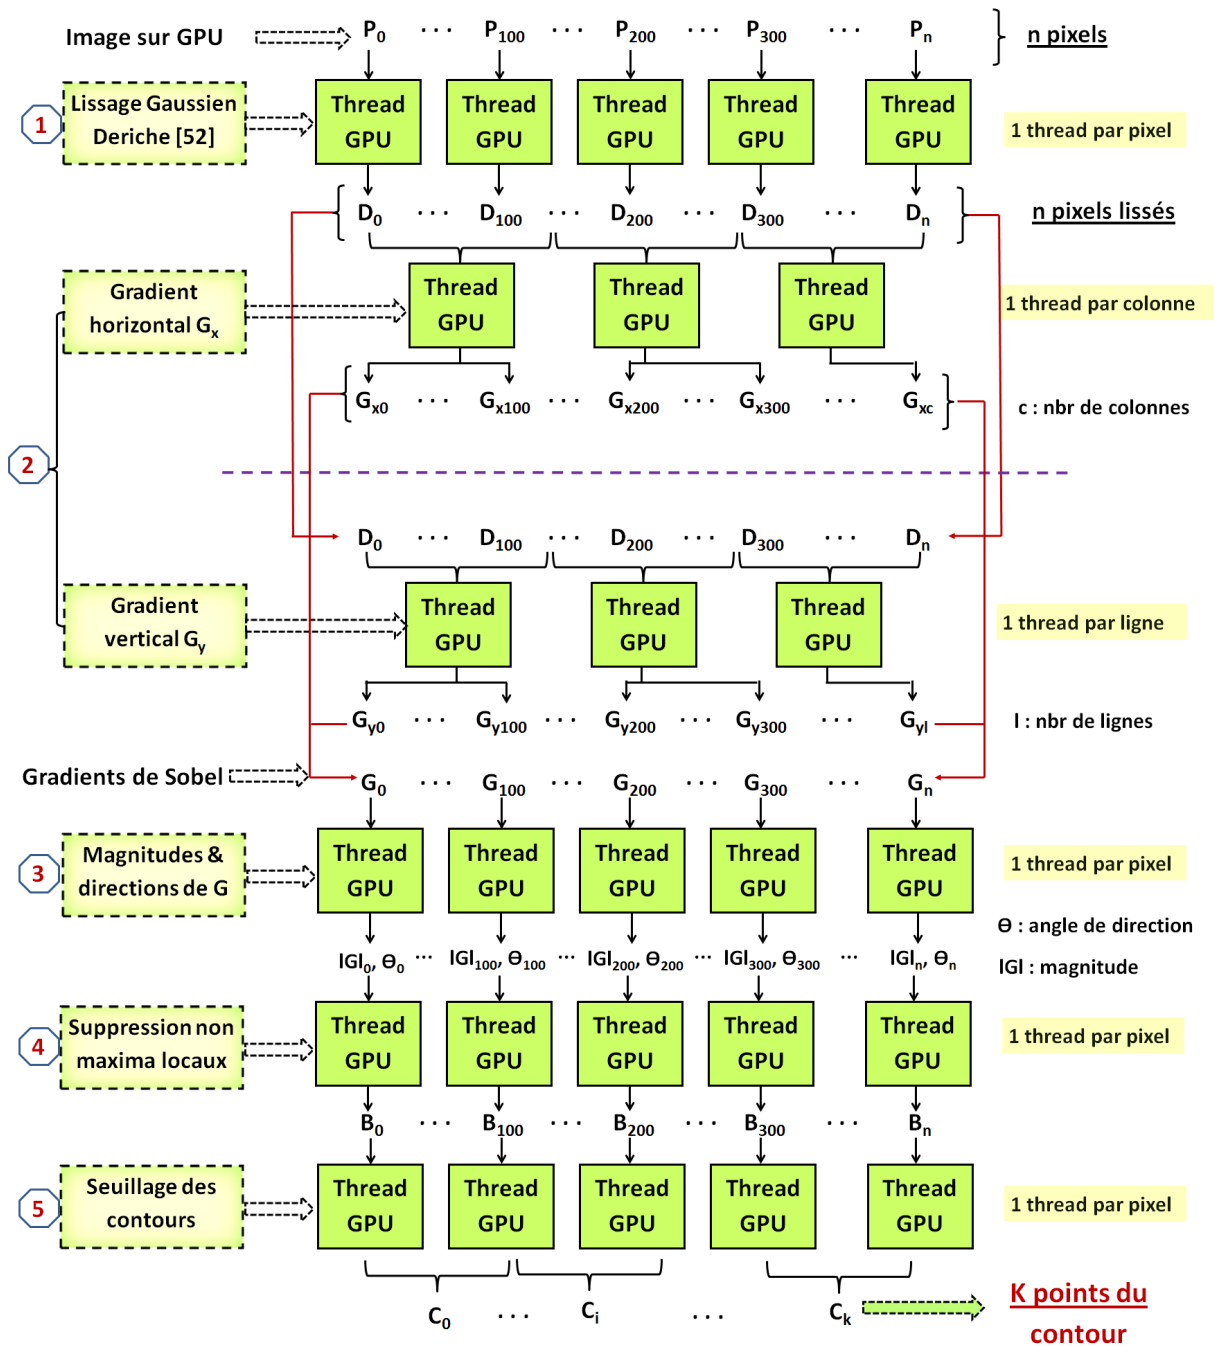 Image sur GPU P0 ··· P100 ··· P200 ··· P300 ··· Pn n pixels
1 Lissage Gaussien Deriche [52]
Thread GPU Thread GPU Thread GPU Thread GPU Thread GPU
1 thread par pixel
D0 ··· D100 ··· D200 ··· D300 ··· Dn n pixels lissés
2
Gradient horizontal Gx
Thread GPU Thread GPU Thread GPU
1 thread par colonne
Gx0 ··· Gx100 ··· Gx200 ··· Gx300 ··· Gxc c : nbr de colonnes
D0 ··· D100 ··· D200 ··· D300 ··· Dn
Gradient vertical Gy
Thread GPU Thread GPU Thread GPU
1 thread par ligne
Gy0 ··· Gy100 ··· Gy200 ··· Gy300 ··· Gyl l : nbr de lignes
Gradients de Sobel G0 ··· G100 ··· G200 ··· G300 ··· Gn
3 Magnitudes & directions de G
Thread GPU Thread GPU Thread GPU Thread GPU Thread GPU
1 thread par pixel
Θ : angle de direction
|G|0, Θ0 ··· |G|100, Θ100 ··· |G|200, Θ200 ··· |G|300, Θ300 ··· |G|n, Θn
|G| : magnitude
4 Suppression non maxima locaux
Thread GPU Thread GPU Thread GPU Thread GPU Thread GPU
1 thread par pixel
B0 ··· B100 ··· B200 ··· B300 ··· Bn
5 Seuillage des contours
Thread GPU Thread GPU Thread GPU Thread GPU Thread GPU
1 thread par pixel
C0 ··· Ci ··· Ck
K points du
contour